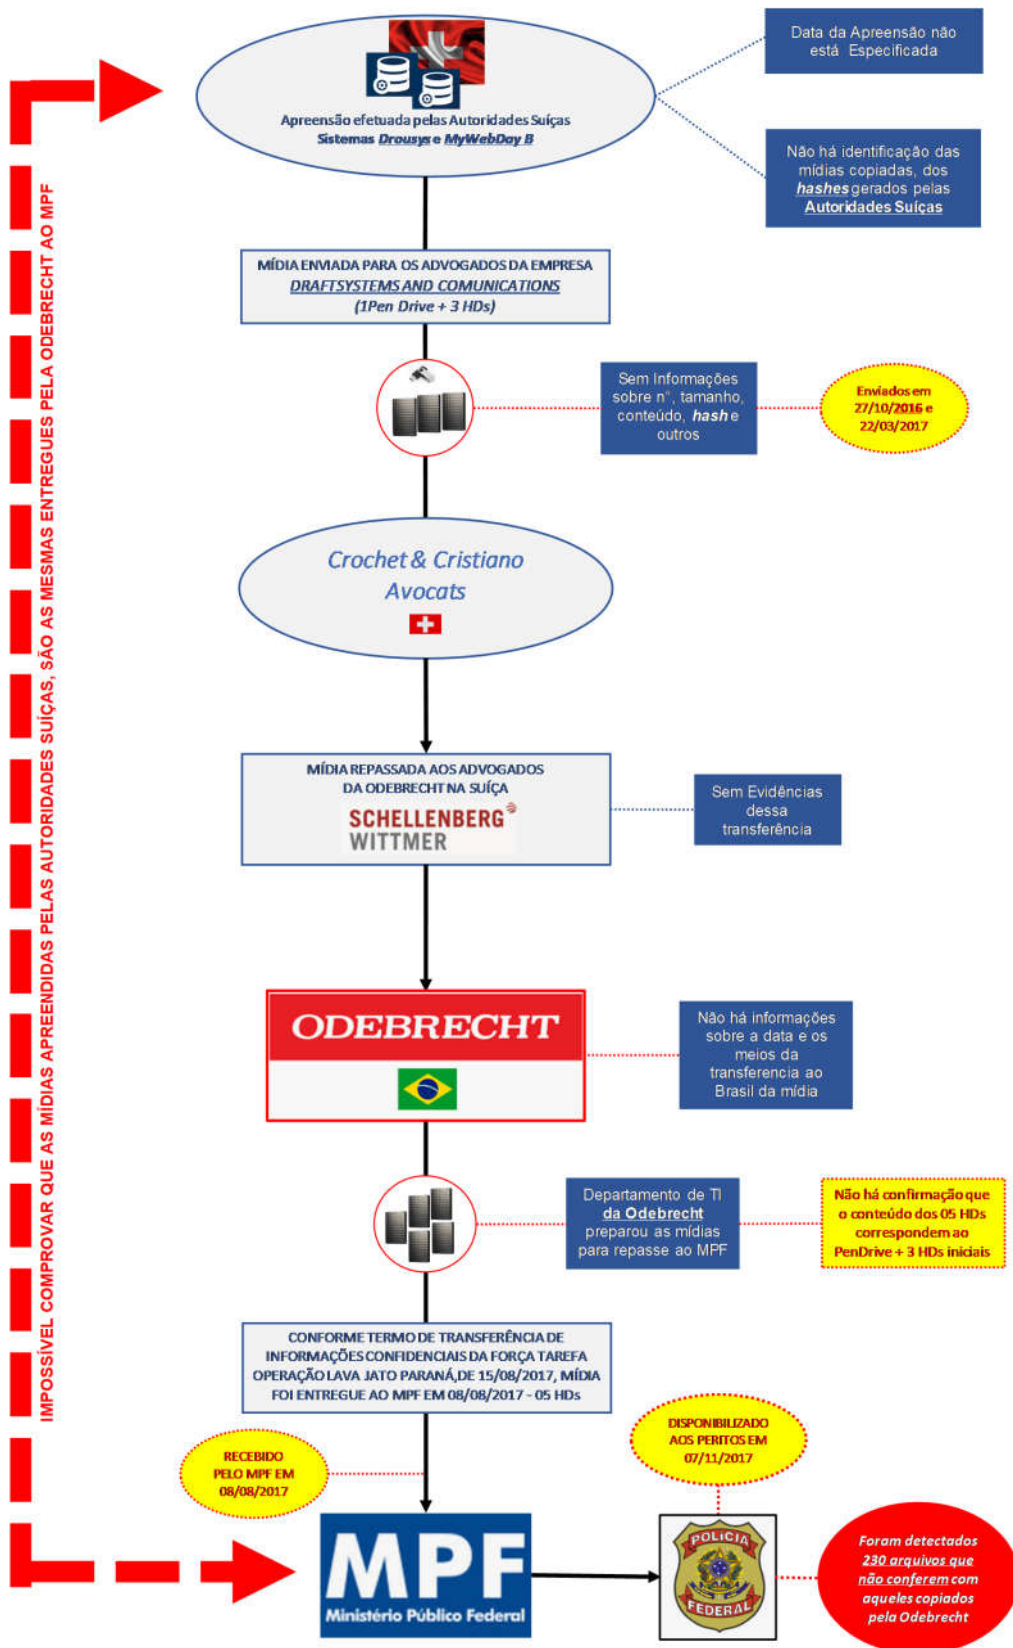 Data da Apreensão não
está Especificada
Apreensão efetuada pelas Autoridades Suíças
Sistemas Drousys e MyWebDay B
Não há identificação das
mídias copiadas, dos
hashes gerados pelas
Autoridades Suíças
IMPOSSÍVEL COMPROVAR QUE AS MÍDIAS APREENDIDAS PELAS AUTORIDADES SUÍÇAS, SÃO AS MESMAS ENTREGUES PELA ODEBRECHT AO MPF
MÍDIA ENVIADA PARA OS ADVOGADOS DA EMPRESA
DRAFTSYSTEMS AND COMUNICATIONS
(1Pen Drive + 3 HDs)
Sem Informações
sobre n°, tamanho,
conteúdo, hash e
outros
Enviados em
27/10/2016 e
22/03/2017
Crochet & Cristiano
Avocats
MÍDIA REPASSADA AOS ADVOGADOS
DA ODEBRECHT NA SUÍÇA
SCHELLENBERG
WITTMER
Sem Evidências
dessa
transferência
ODEBRECHT
Não há informações
sobre a data e os
meios da
transferencia ao
Brasil da mídia
Departamento de TI
da Odebrecht
preparou as mídias
para repasse ao MPF
Não há confirmação que
o conteúdo dos 05 HDs
correspondem ao
PenDrive + 3 HDs iniciais
CONFORME TERMO DE TRANSFERÊNCIA DE
INFORMAÇÕES CONFIDENCIAIS DA FORÇA TAREFA
OPERAÇÃO LAVA JATO PARANÁ,DE 15/08/2017, MÍDIA
FOI ENTREGUE AO MPF EM 08/08/2017 - 05 HDs
RECEBIDO
PELO MPF EM
08/08/2017
DISPONIBILIZADO
AOS PERITOS EM
07/11/2017
MPF
Ministério Público Federal
POLÍCIA
FEDERAL
Foram detectados
230 arquivos que
não conferem com
aqueles copiados
pela Odebrecht